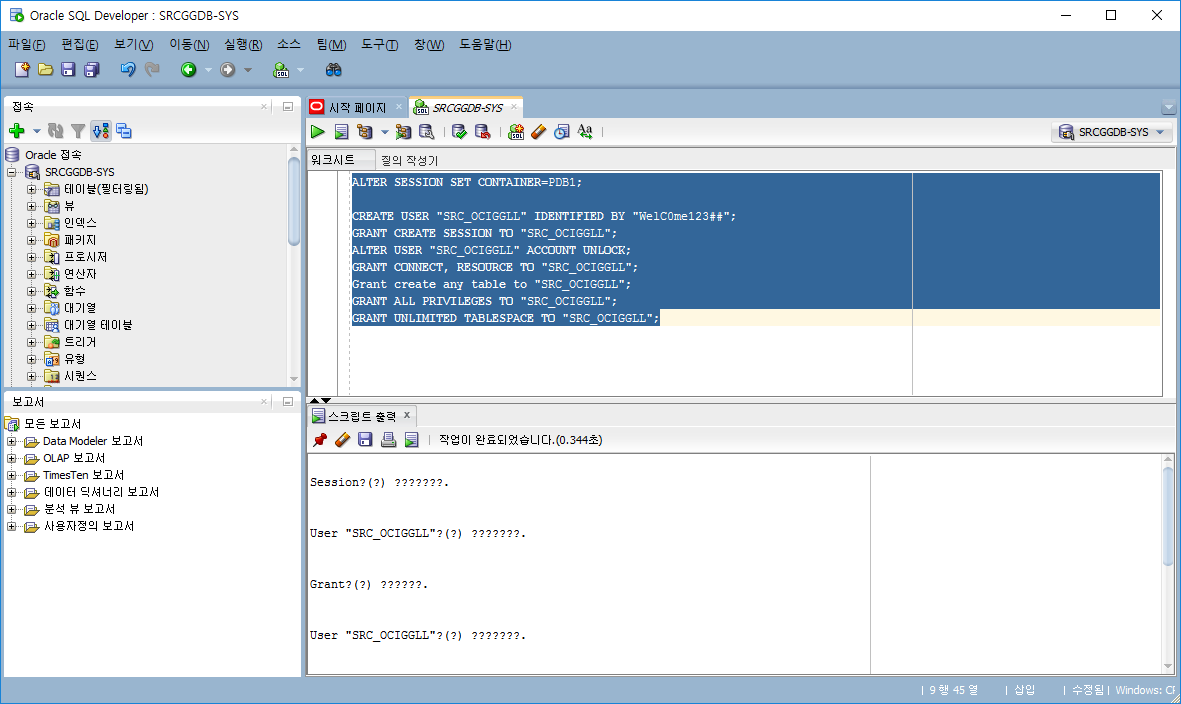 Oracle SQL Developer : SRCGGDB-SYS
파일(F) 편집(E) 보기(V) 이동(N) 실행(R) 소스 팀(M) 도구(T) 창(W) 도움말(H)
접속
Oracle 접속
SRCGGDB-SYS
테이블(필터링됨)
뷰
인덱스
패키지
프로시저
연산자
함수
대기열
대기열 테이블
트리거
유형
시퀀스
보고서
모든 보고서
Data Modeler 보고서
OLAP 보고서
TimesTen 보고서
데이터 딕셔너리 보고서
분석 뷰 보고서
사용자정의 보고서
시작 페이지 SRCGGDB-SYS
SRCGGDB-SYS
워크시트 질의 작성기
ALTER SESSION SET CONTAINER=PDB1;
CREATE USER "SRC_OCIGGLL" IDENTIFIED BY "WelC0me123##";
GRANT CREATE SESSION TO "SRC_OCIGGLL";
ALTER USER "SRC_OCIGGLL" ACCOUNT UNLOCK;
GRANT CONNECT, RESOURCE TO "SRC_OCIGGLL";
Grant create any table to "SRC_OCIGGLL";
GRANT ALL PRIVILEGES TO "SRC_OCIGGLL";
GRANT UNLIMITED TABLESPACE TO "SRC_OCIGGLL";
스크립트 출력
작업이 완료되었습니다.(0.344초)
Session?(?) ???????.
User "SRC_OCIGGLL"?(?) ???????.
Grant?(?) ??????.
User "SRC_OCIGGLL"?(?) ???????.
9 행 45 열 | 삽입 | 수정됨 | Windows: CF